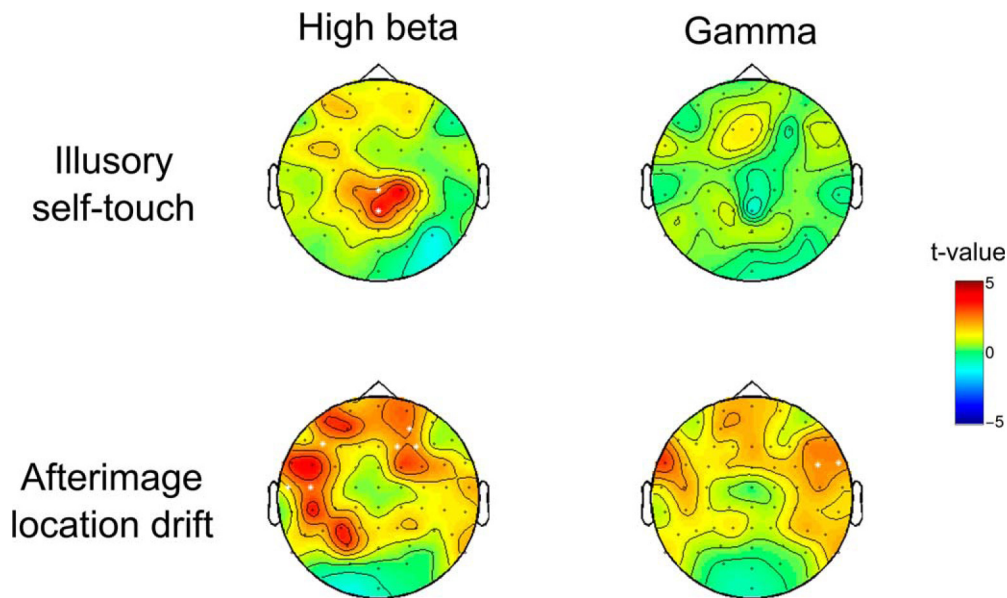 High beta
Gamma
Illusory
self-touch
t-value
5
0
-5
Afterimage
location drift